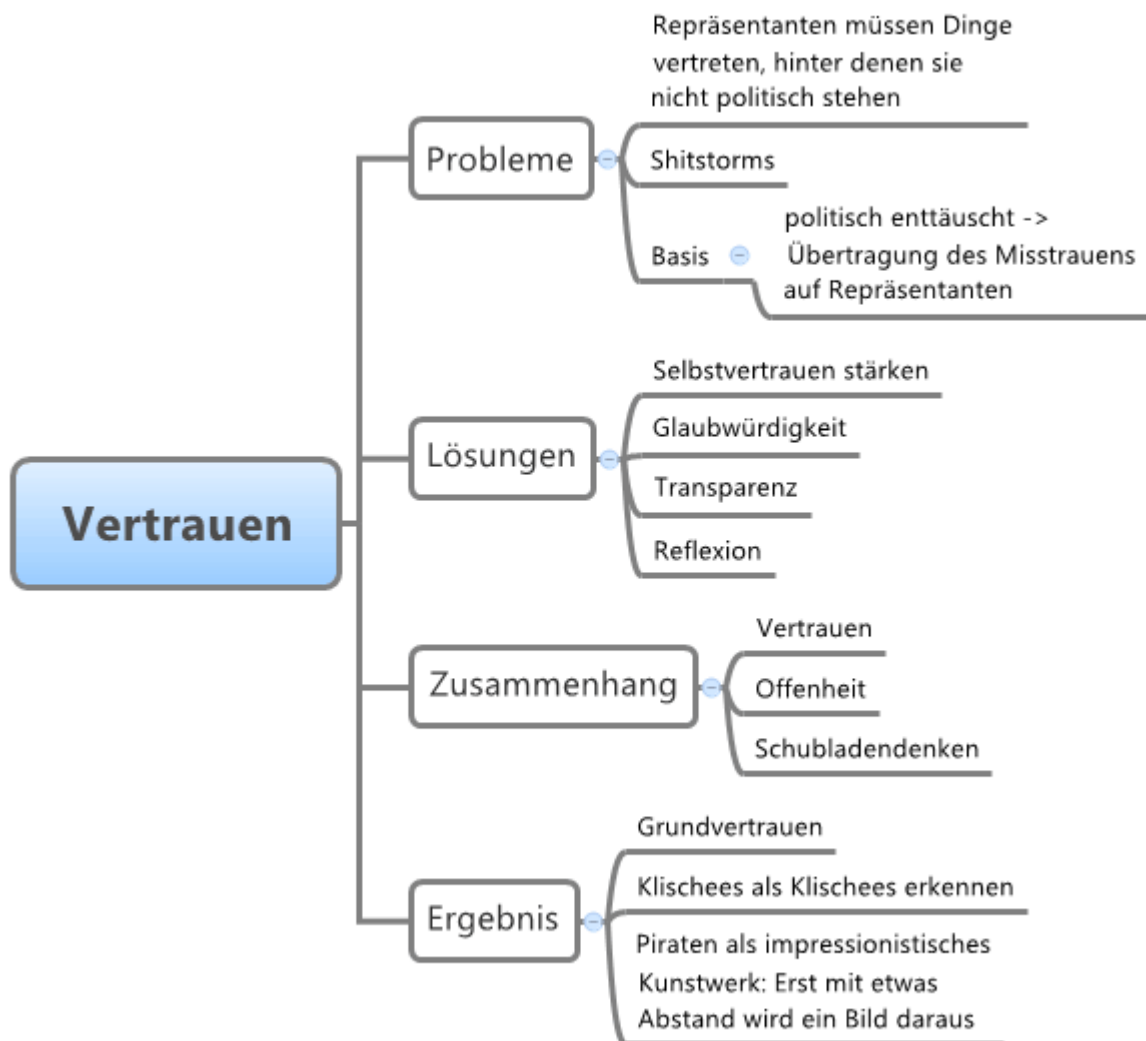 Vertrauen
Probleme
Repräsentanten müssen Dinge
vertreten, hinter denen sie
nicht politisch stehen
Shitstorms
Basis
politisch enttäuscht ->
Übertragung des Misstrauens
auf Repräsentanten
Lösungen
Selbstvertrauen stärken
Glaubwürdigkeit
Transparenz
Reflexion
Zusammenhang
Vertrauen
Offenheit
Schubladendenken
Ergebnis
Grundvertrauen
Klischees als Klischees erkennen
Piraten als impressionistisches
Kunstwerk: Erst mit etwas
Abstand wird ein Bild daraus